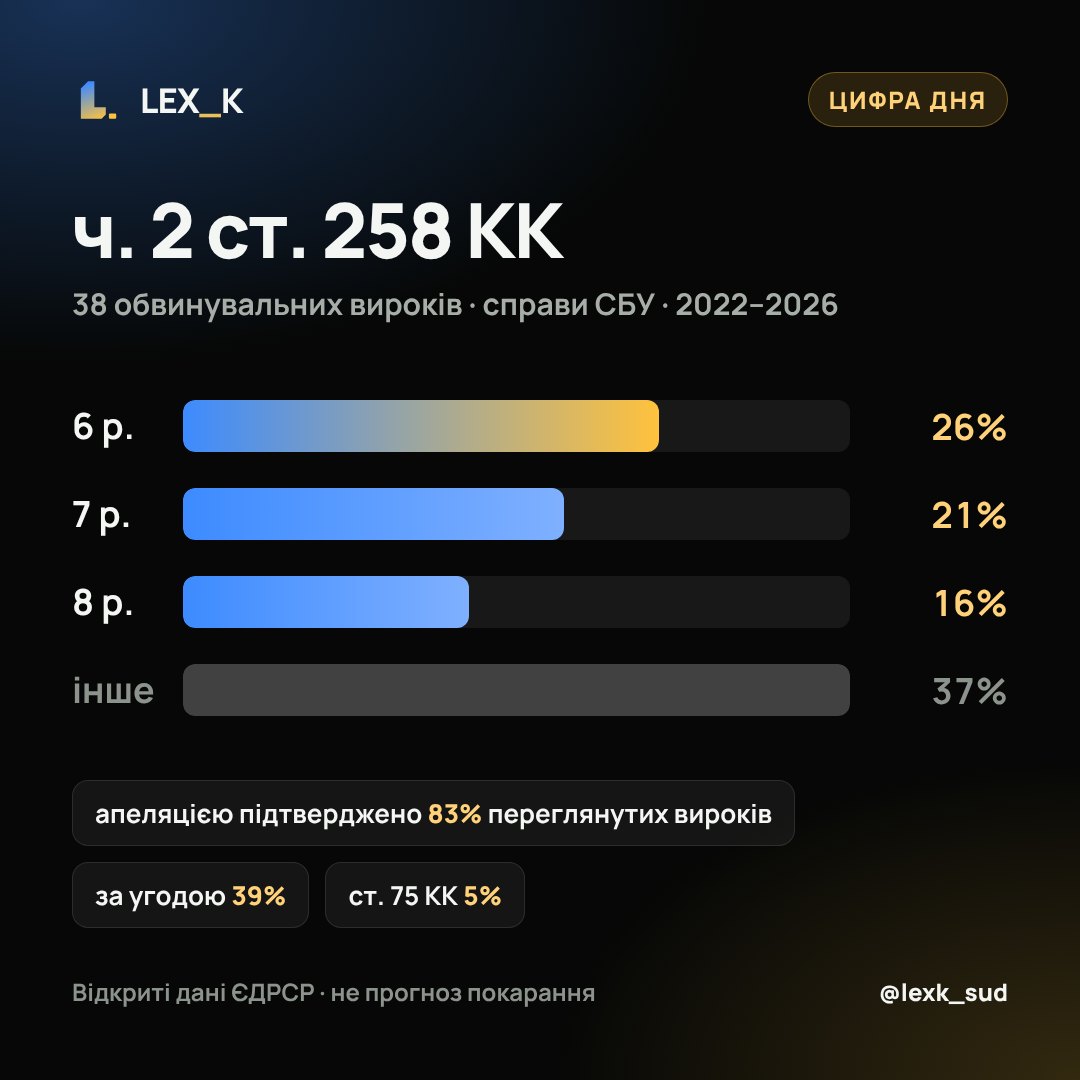 LEX_K
ЦИФРА ДНЯ
ч. 2 ст. 258 КК
38 обвинувальних вироків · справи СБУ · 2022–2026
6 р. 26%
7 р. 21%
8 р. 16%
інше 37%
апеляцією підтверджено 83% переглянутих вироків
за угодою 39%
ст. 75 КК 5%
Відкриті дані ЄДРСР · не прогноз покарання
@lexk_sud